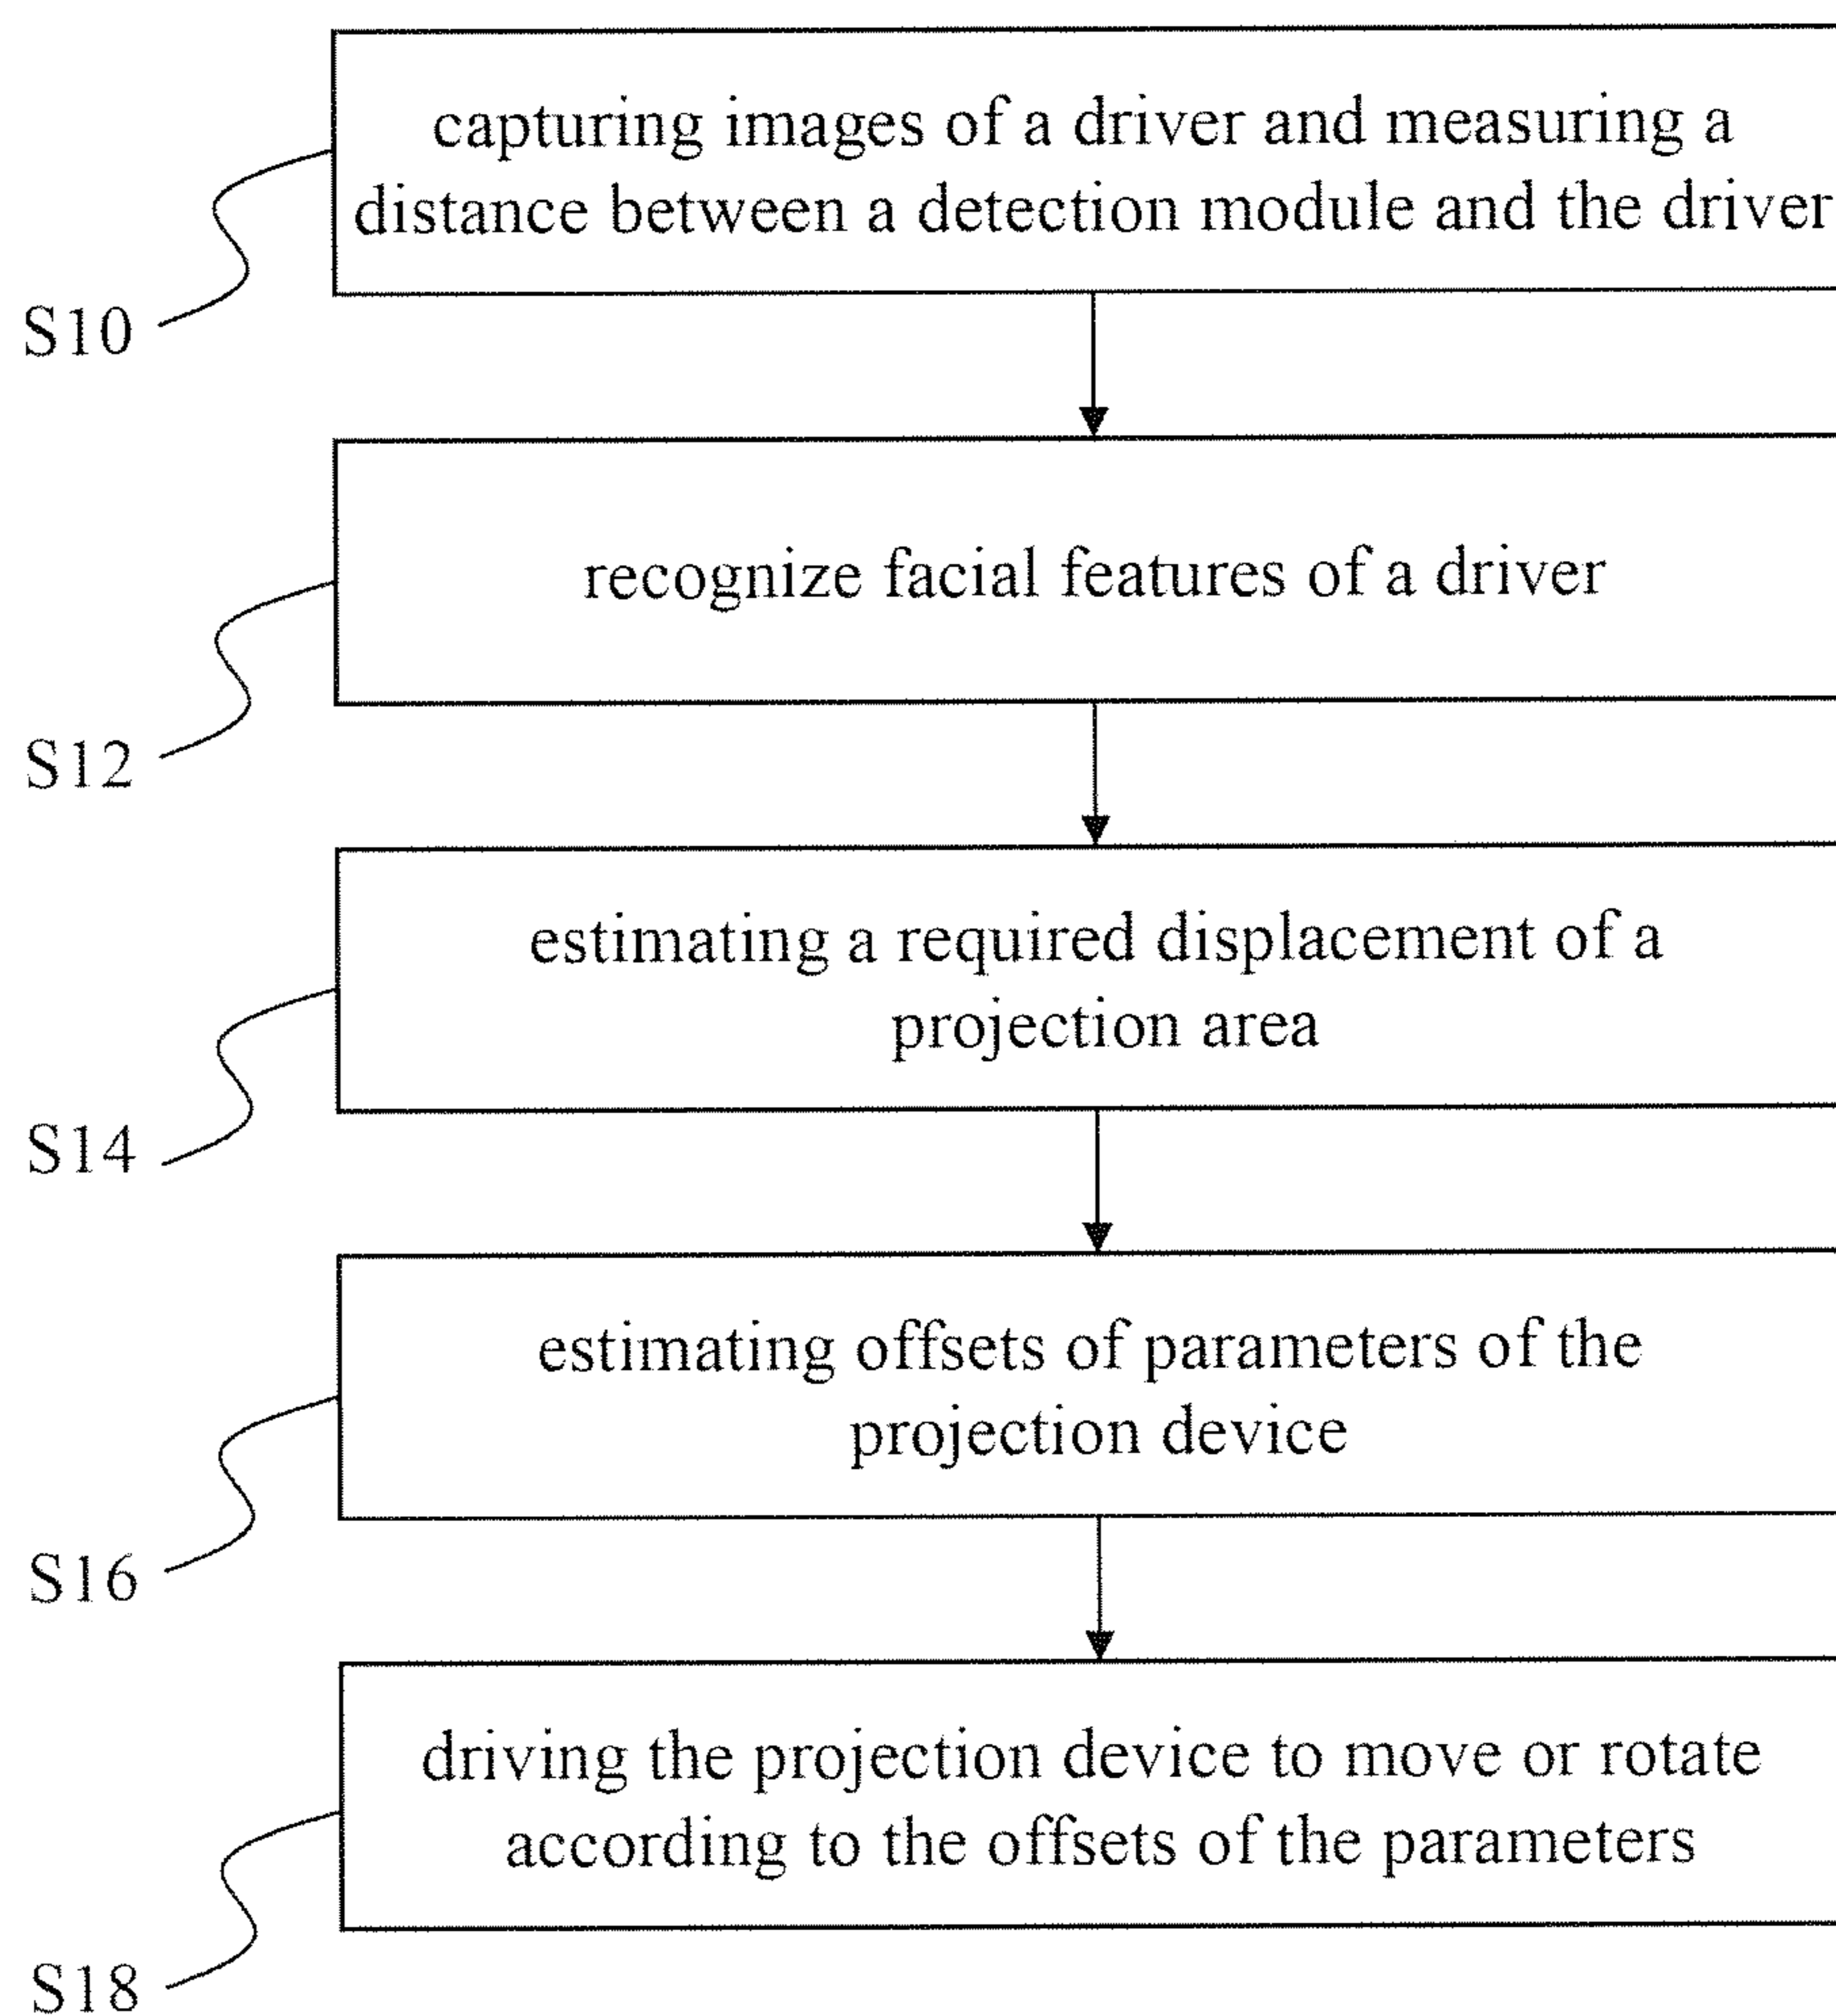 capturing images of a driver and measuring a
distance between a detection module and the driver
S10
recognize facial features of a driver
S12
estimating a required displacement of a
projection area
S14
estimating offsets of parameters of the
projection device
S16
driving the projection device to move or rotate
according to the offsets of the parameters
S18